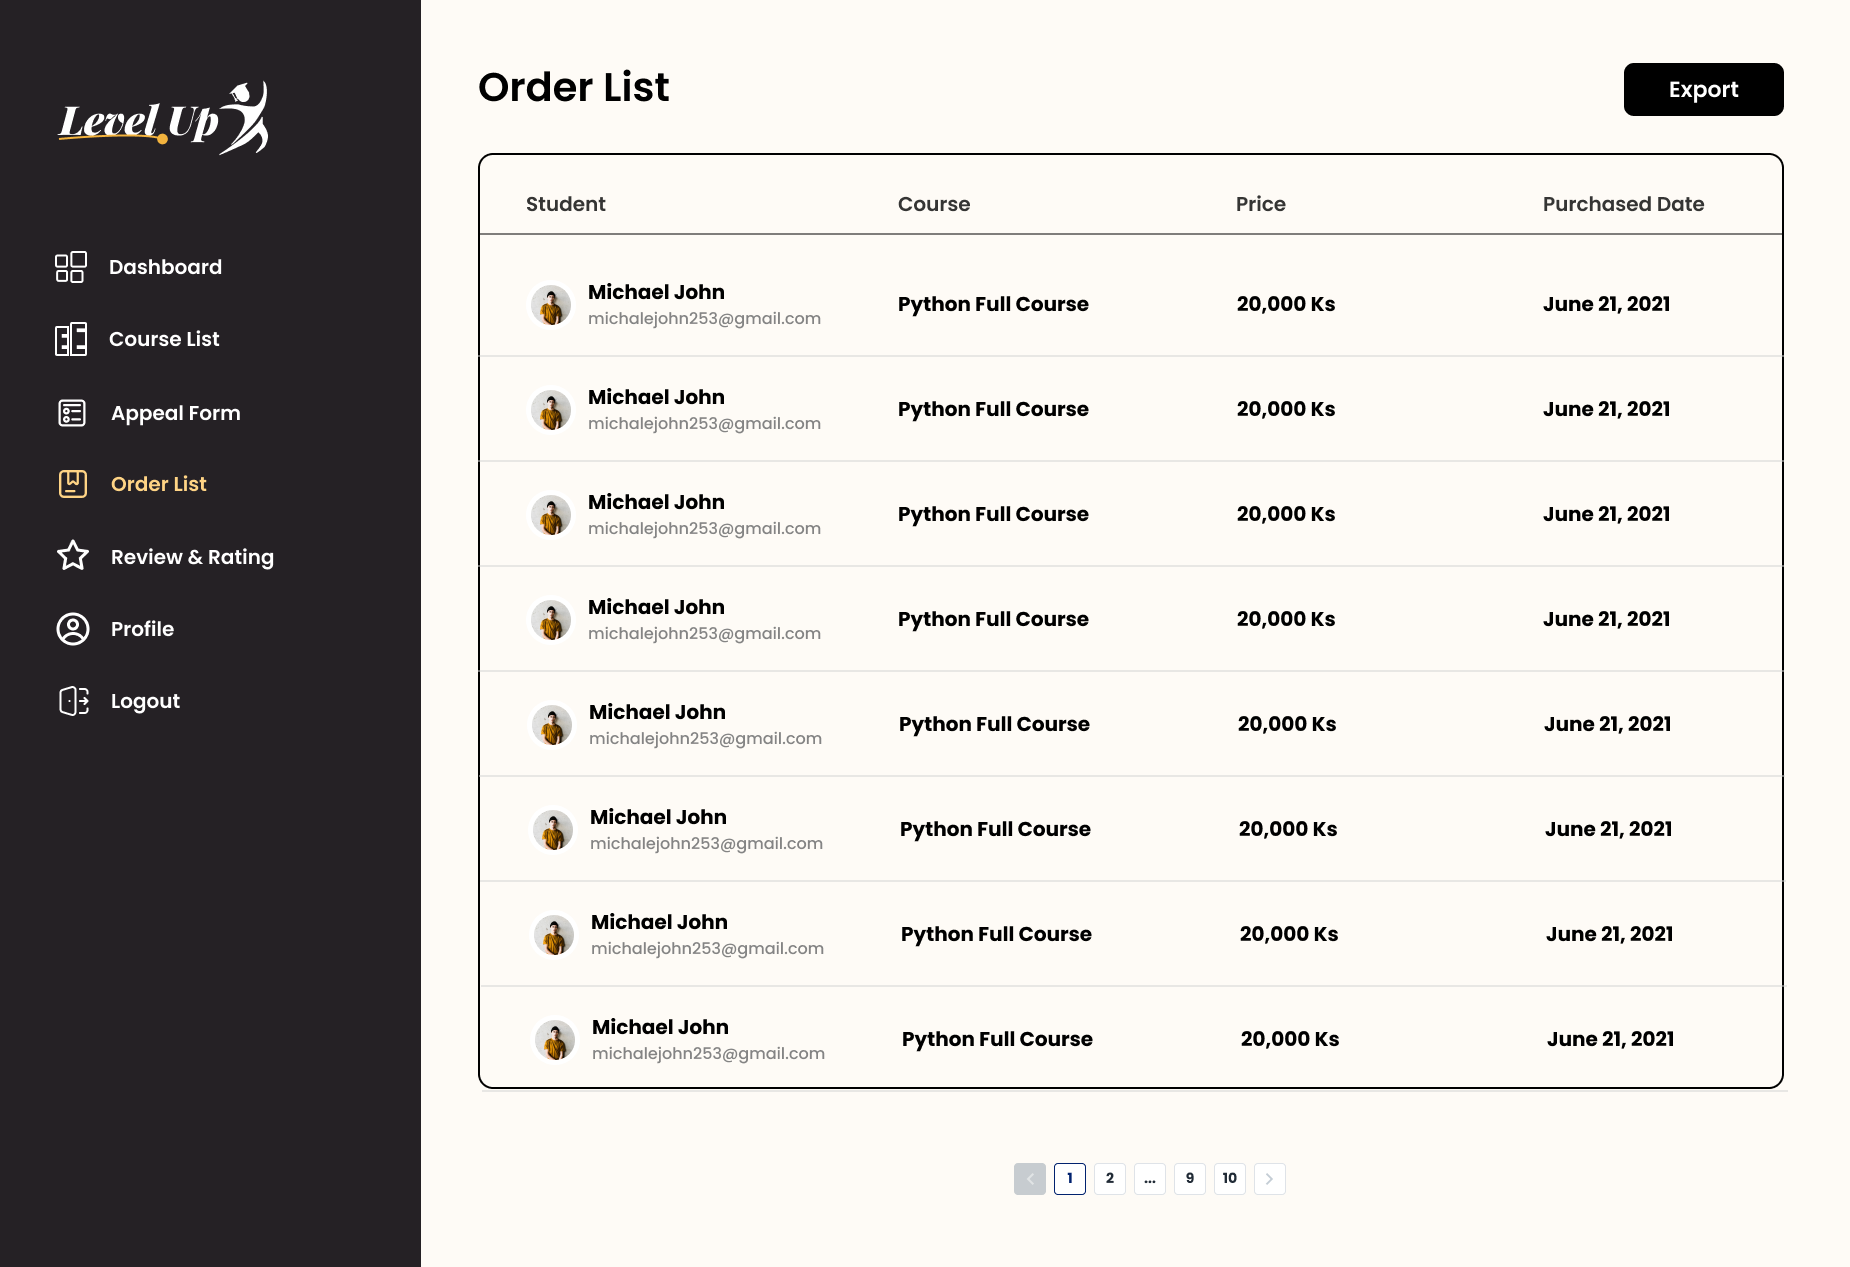 Level Up
Dashboard
Course List
Appeal Form
Order List
Review & Rating
Profile
Logout
Order List
Export
Student Course Price Purchased Date
Michael John
michalejohn253@gmail.com
Python Full Course 20,000 Ks June 21, 2021
Michael John
michalejohn253@gmail.com
Python Full Course 20,000 Ks June 21, 2021
Michael John
michalejohn253@gmail.com
Python Full Course 20,000 Ks June 21, 2021
Michael John
michalejohn253@gmail.com
Python Full Course 20,000 Ks June 21, 2021
Michael John
michalejohn253@gmail.com
Python Full Course 20,000 Ks June 21, 2021
Michael John
michalejohn253@gmail.com
Python Full Course 20,000 Ks June 21, 2021
Michael John
michalejohn253@gmail.com
Python Full Course 20,000 Ks June 21, 2021
Michael John
michalejohn253@gmail.com
Python Full Course 20,000 Ks June 21, 2021
1 2 ... 9 10